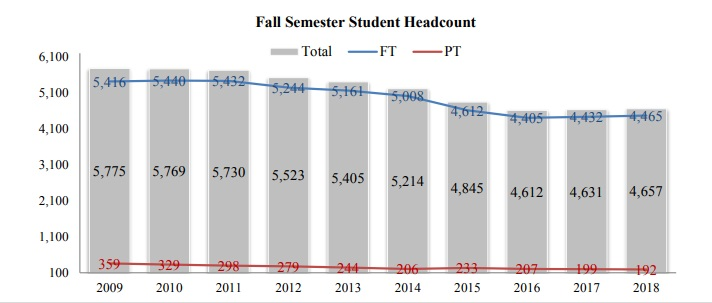 Fall Semester Student Headcount
Total FT PT
6,100
5,100
4,100
3,100
2,100
1,100
100
5,416 5,440 5,432 5,244 5,161 5,008 4,612 4,405 4,432 4,465
5,775 5,769 5,730 5,523 5,405 5,214 4,845 4,612 4,631 4,657
359 329 298 279 244 206 233 207 199 192
2009 2010 2011 2012 2013 2014 2015 2016 2017 2018